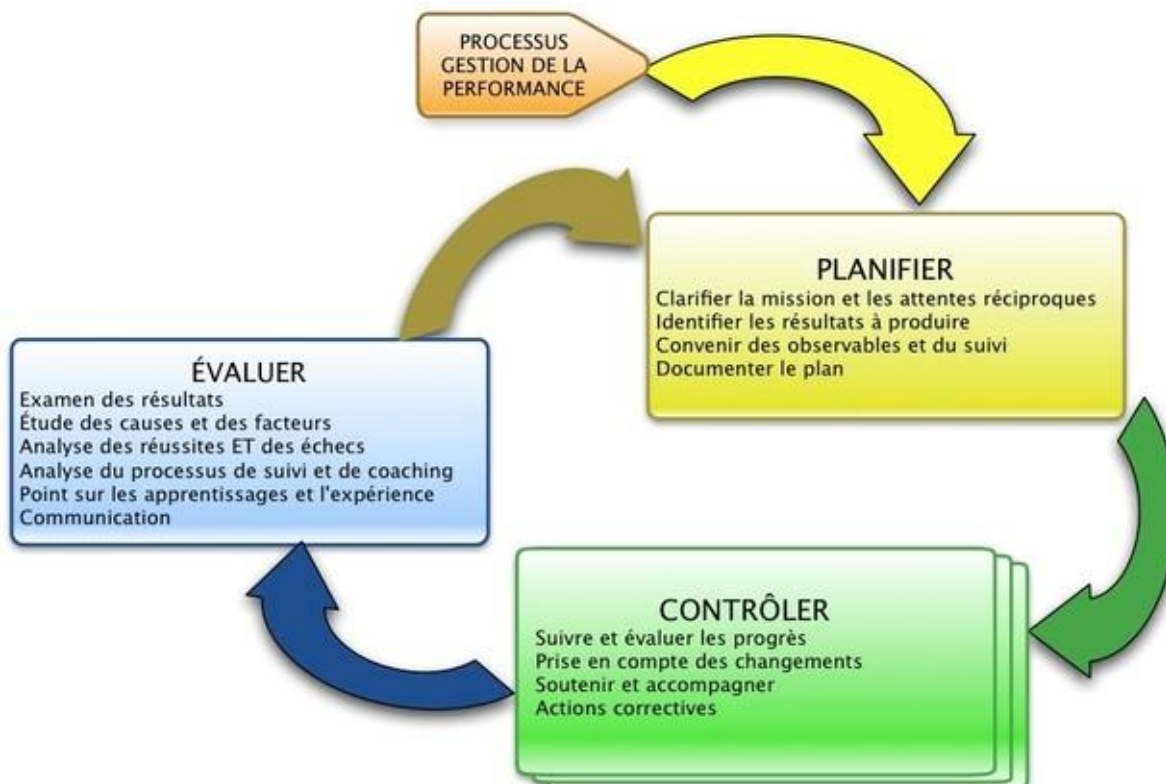 PROCESSUS
GESTION DE LA
PERFORMANCE
PLANIFIER
Clarifier la mission et les attentes réciproques
Identifier les résultats à produire
Convenir des observables et du suivi
Documenter le plan
ÉVALUER
Examen des résultats
Étude des causes et des facteurs
Analyse des réussites ET des échecs
Analyse du processus de suivi et de coaching
Point sur les apprentissages et l'expérience
Communication
CONTRÔLER
Suivre et évaluer les progrès
Prise en compte des changements
Soutenir et accompagner
Actions correctives